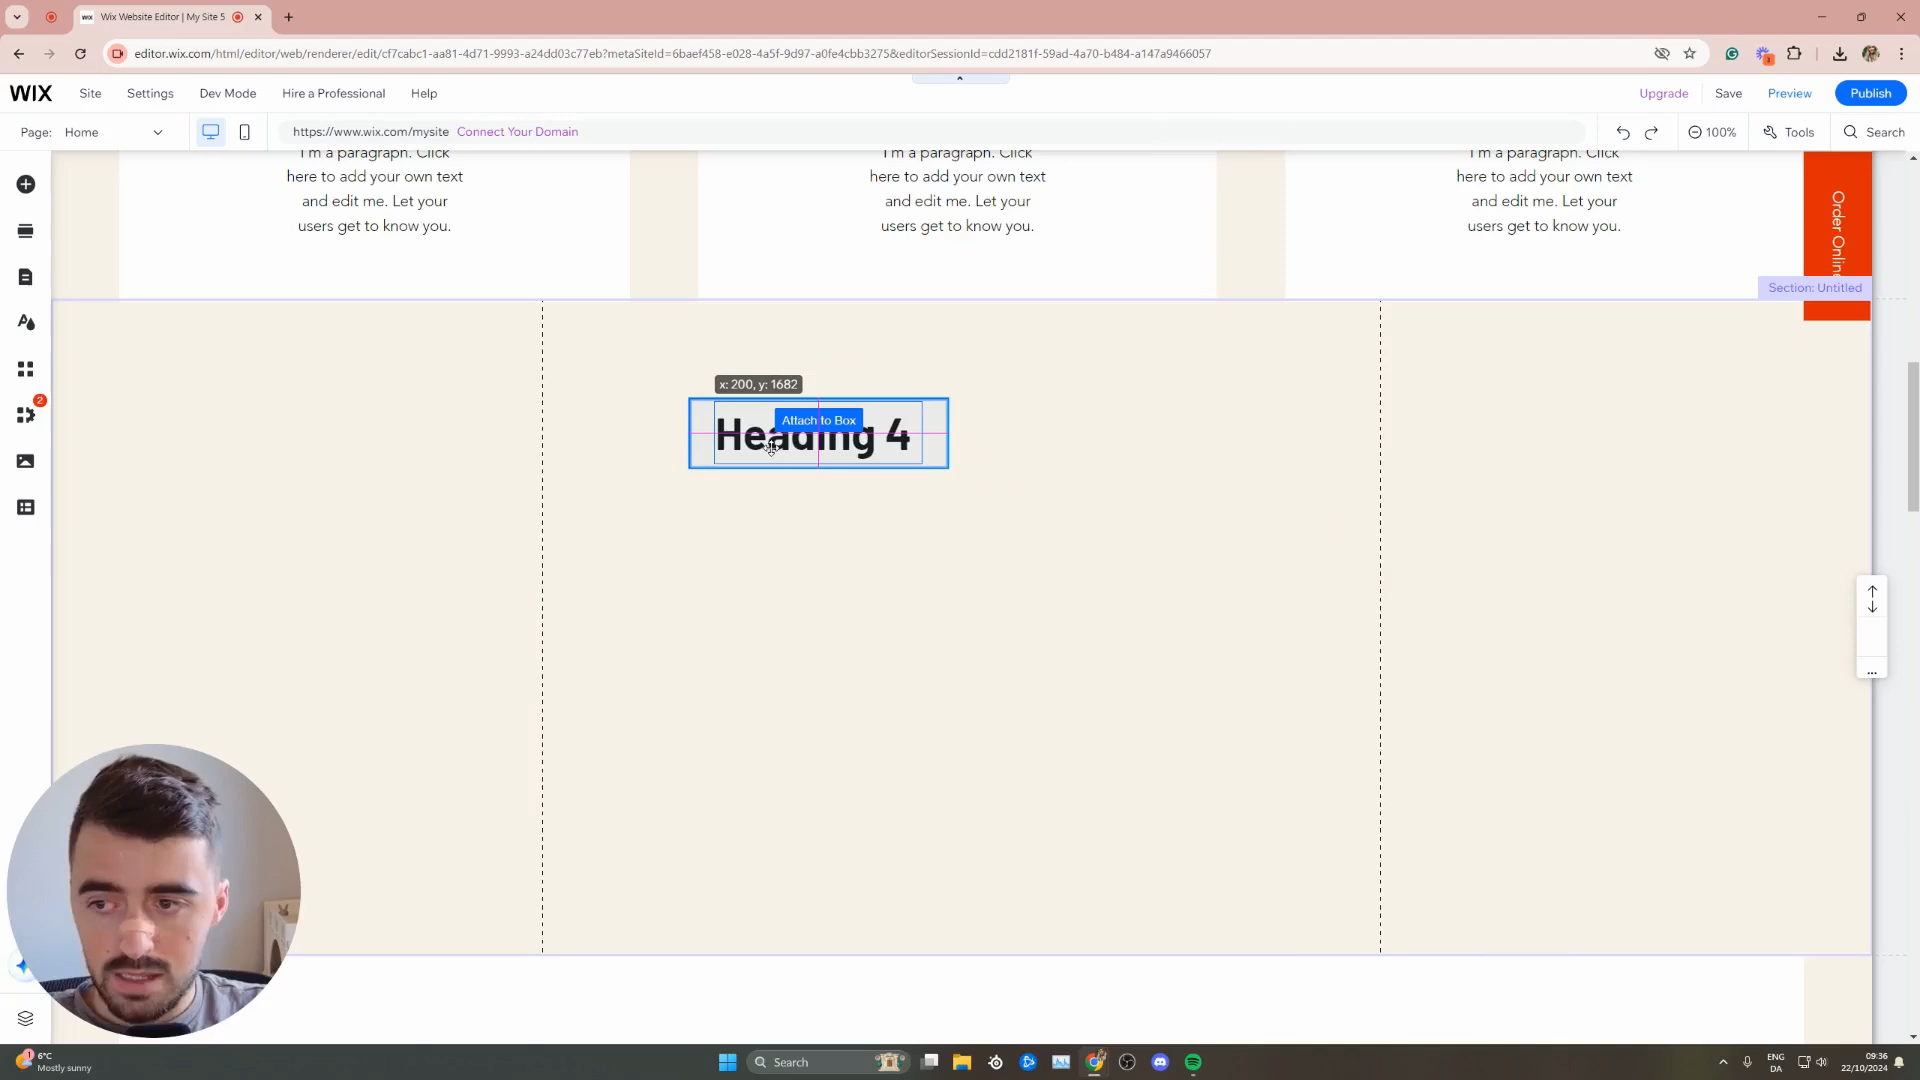 Wix Website Editor | My Site 5
editor.wix.com/html/editor/web/renderer/edit/cf7cabc1-aa81-4d71-9993-a24dd03c77eb?metaSiteId=6baef458-e028-4a5f-9d97-a0fe4cbb3275&editorSessionId=cdd2181f-59ad-4a70-b484-a147a9466057
WIX Site Settings Dev Mode Hire a Professional Help Upgrade Save Preview Publish
Page: Home https://www.wix.com/mysite Connect Your Domain 100% Tools Search
I'm a paragraph. Click
here to add your own text
and edit me. Let your
users get to know you.
I'm a paragraph. Click
here to add your own text
and edit me. Let your
users get to know you.
I'm a paragraph. Click
here to add your own text
and edit me. Let your
users get to know you.
Order Online
Section: Untitled
x: 200, y: 1682
Attach to Box
Heading 4
2
6°C
Mostly sunny
Search
ENG
DA
09:36
22/10/2024